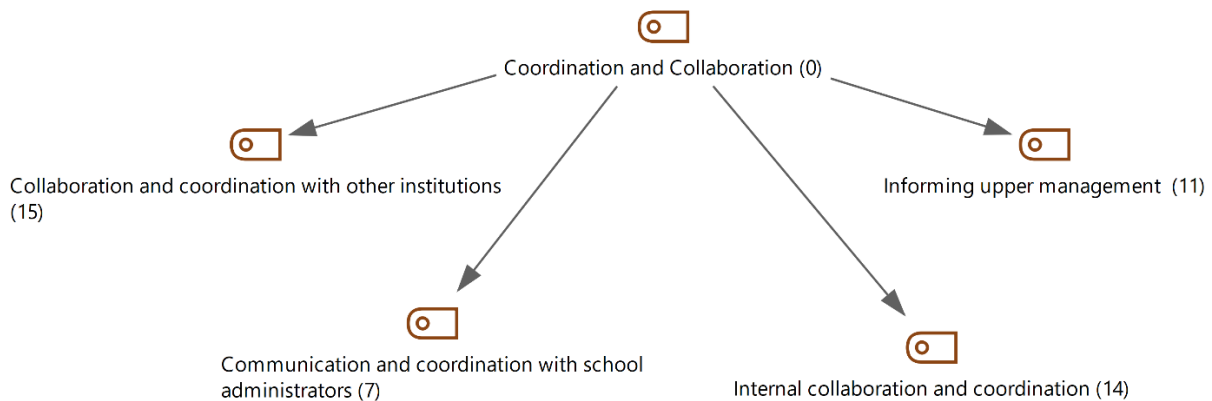 Coordination and Collaboration (0)
Collaboration and coordination with other institutions
(15)
Informing upper management (11)
Communication and coordination with school
administrators (7)
Internal collaboration and coordination (14)